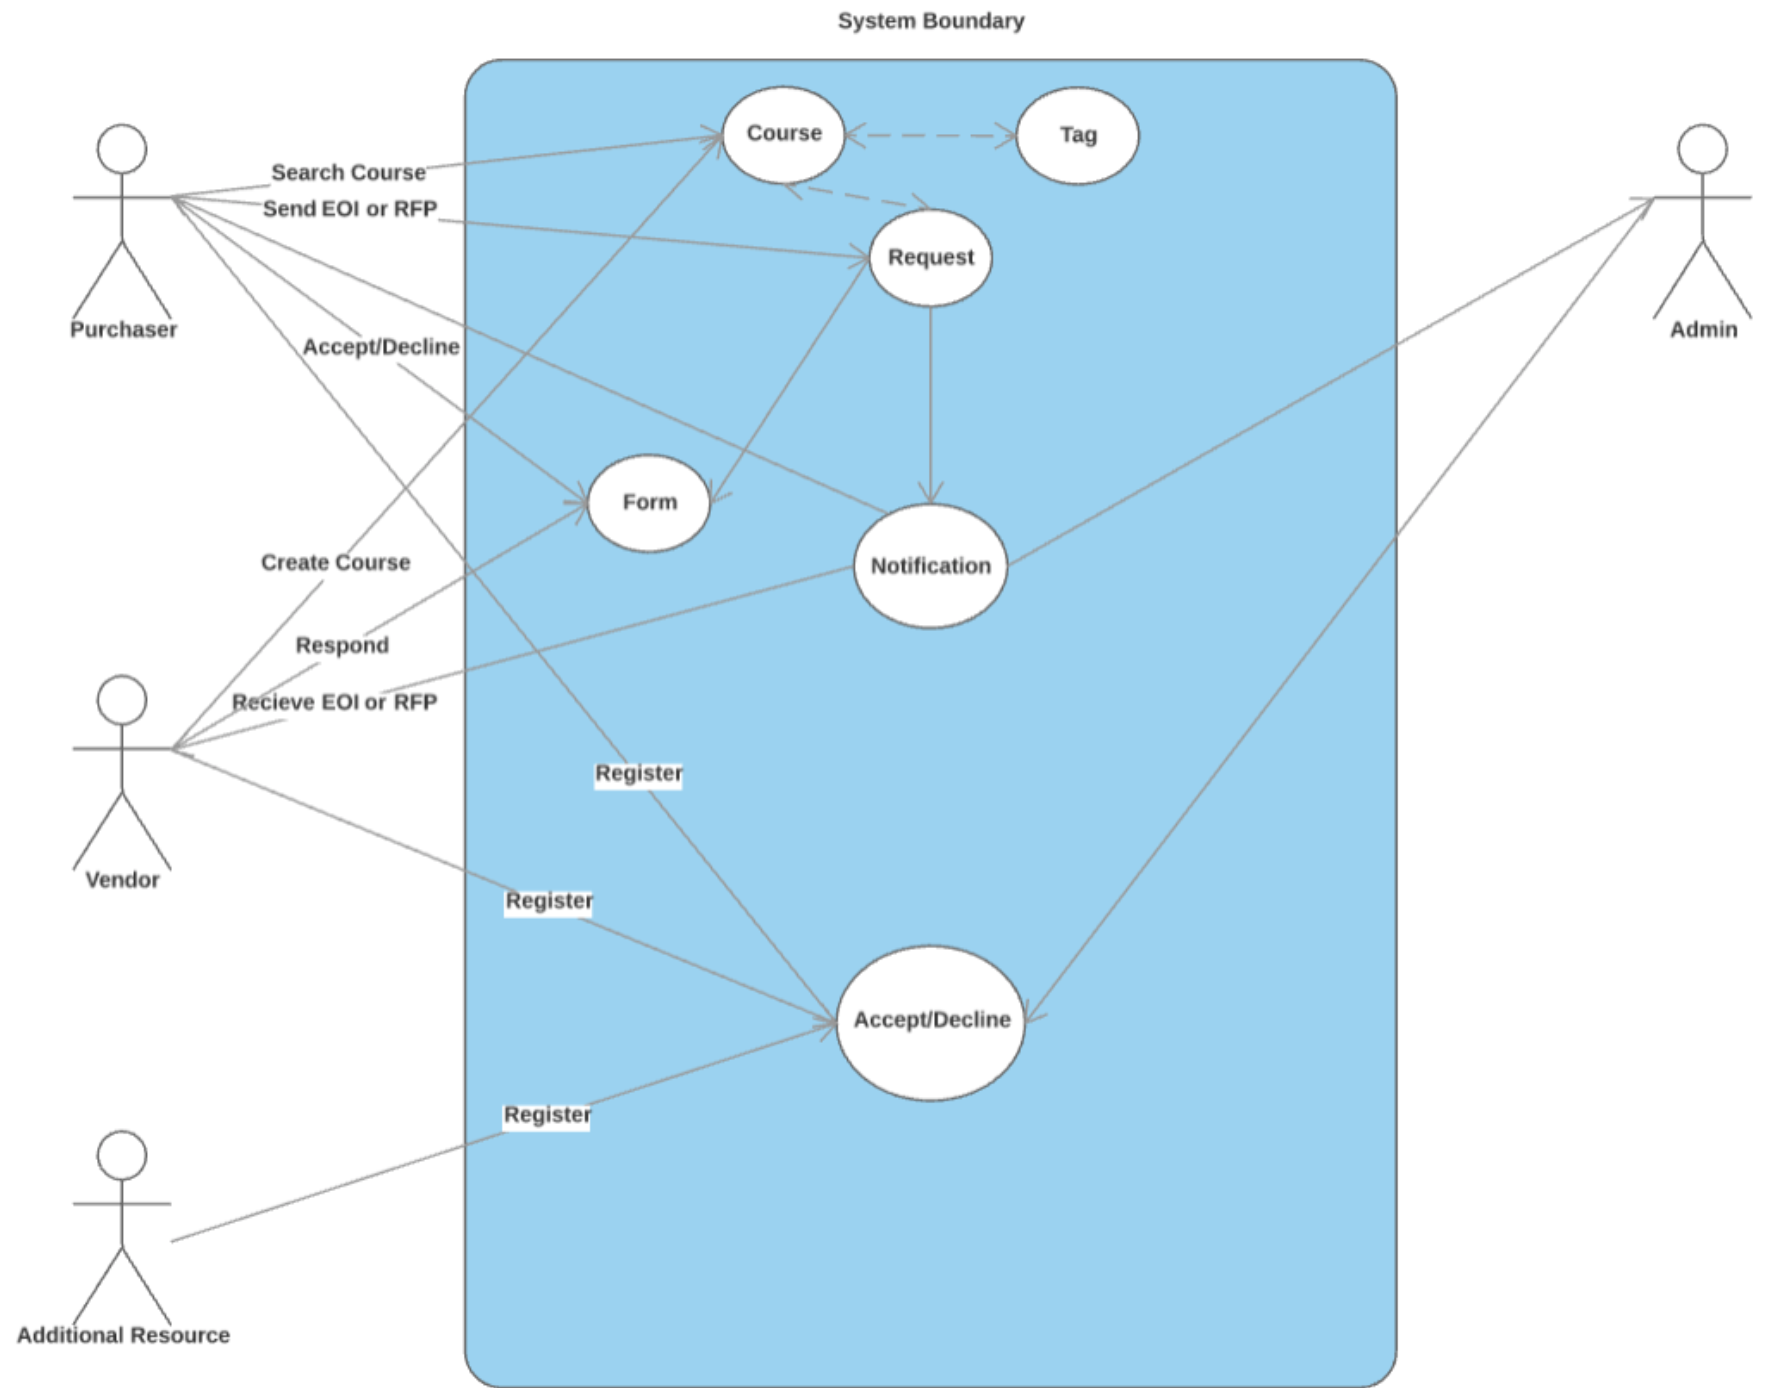 System Boundary
Course
Tag
Search Course
Send EOI or RFP
Request
Purchaser
Admin
Accept/Decline
Form
Create Course
Notification
Respond
Recieve EOI or RFP
Register
Vendor
Register
Accept/Decline
Register
Additional Resource